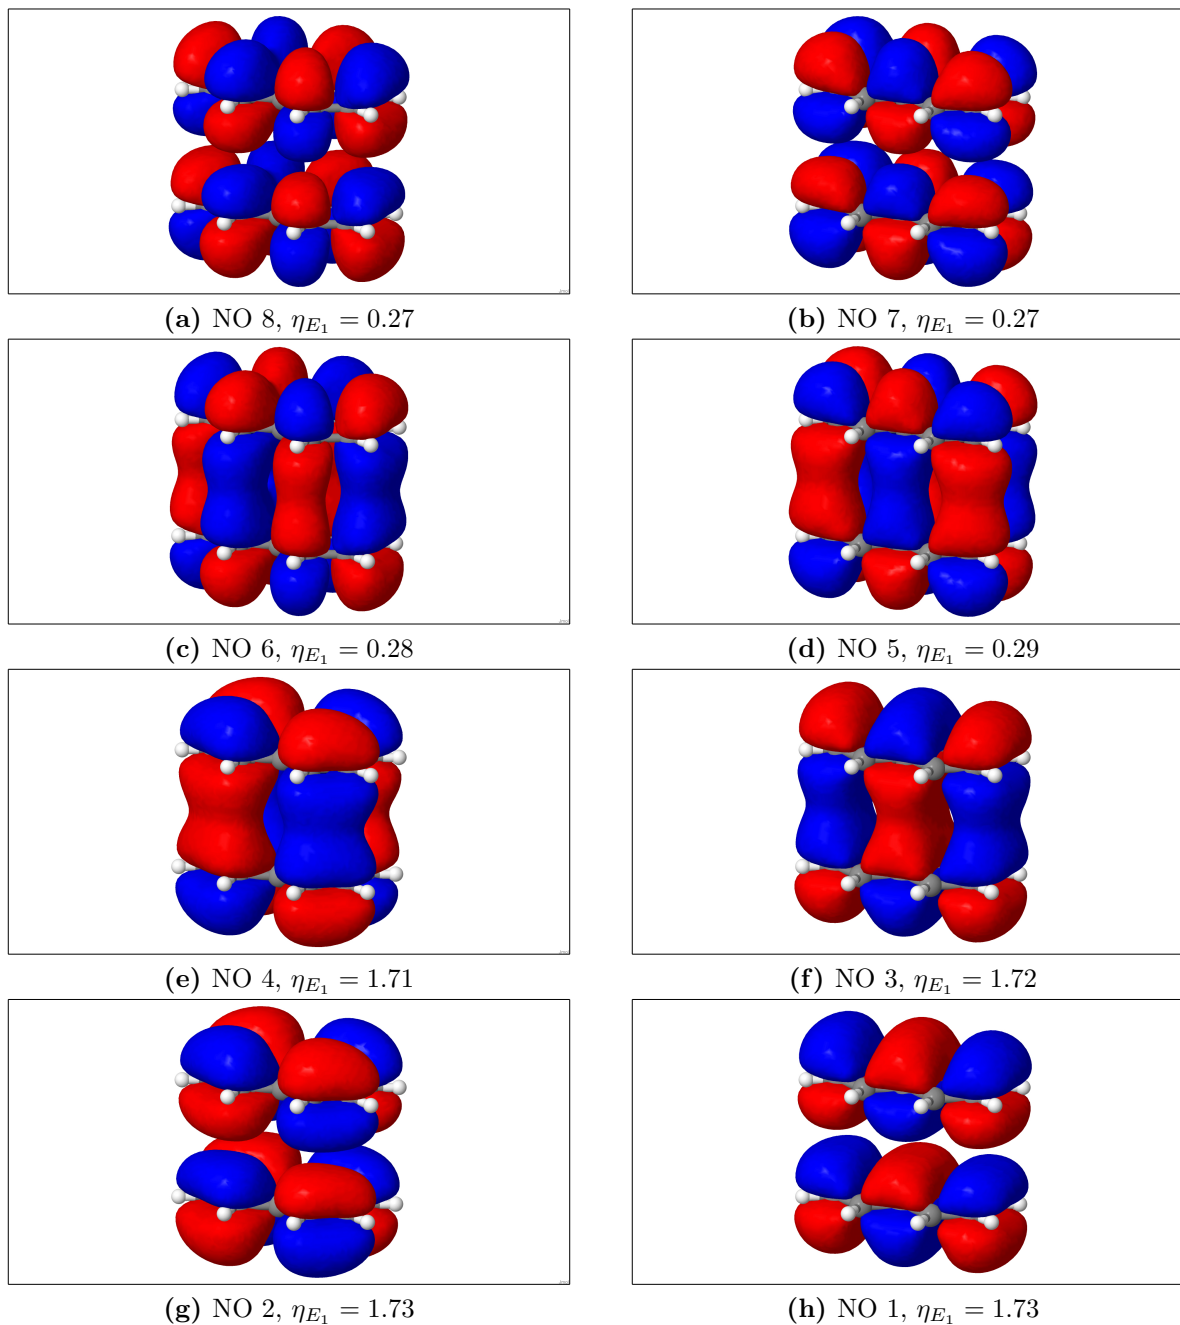 (a) NO 8, η_{E_1} = 0.27
(b) NO 7, η_{E_1} = 0.27
(c) NO 6, η_{E_1} = 0.28
(d) NO 5, η_{E_1} = 0.29
(e) NO 4, η_{E_1} = 1.71
(f) NO 3, η_{E_1} = 1.72
(g) NO 2, η_{E_1} = 1.73
(h) NO 1, η_{E_1} = 1.73